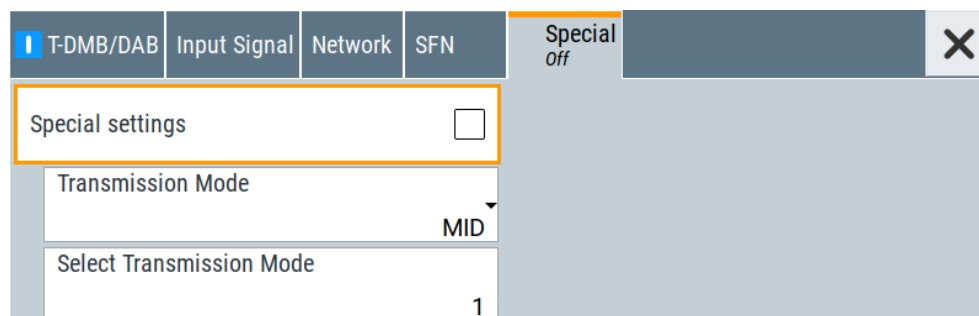 T-DMB/DAB Input Signal Network SFN Special
Off
Special settings
Transmission Mode
MID
Select Transmission Mode
1